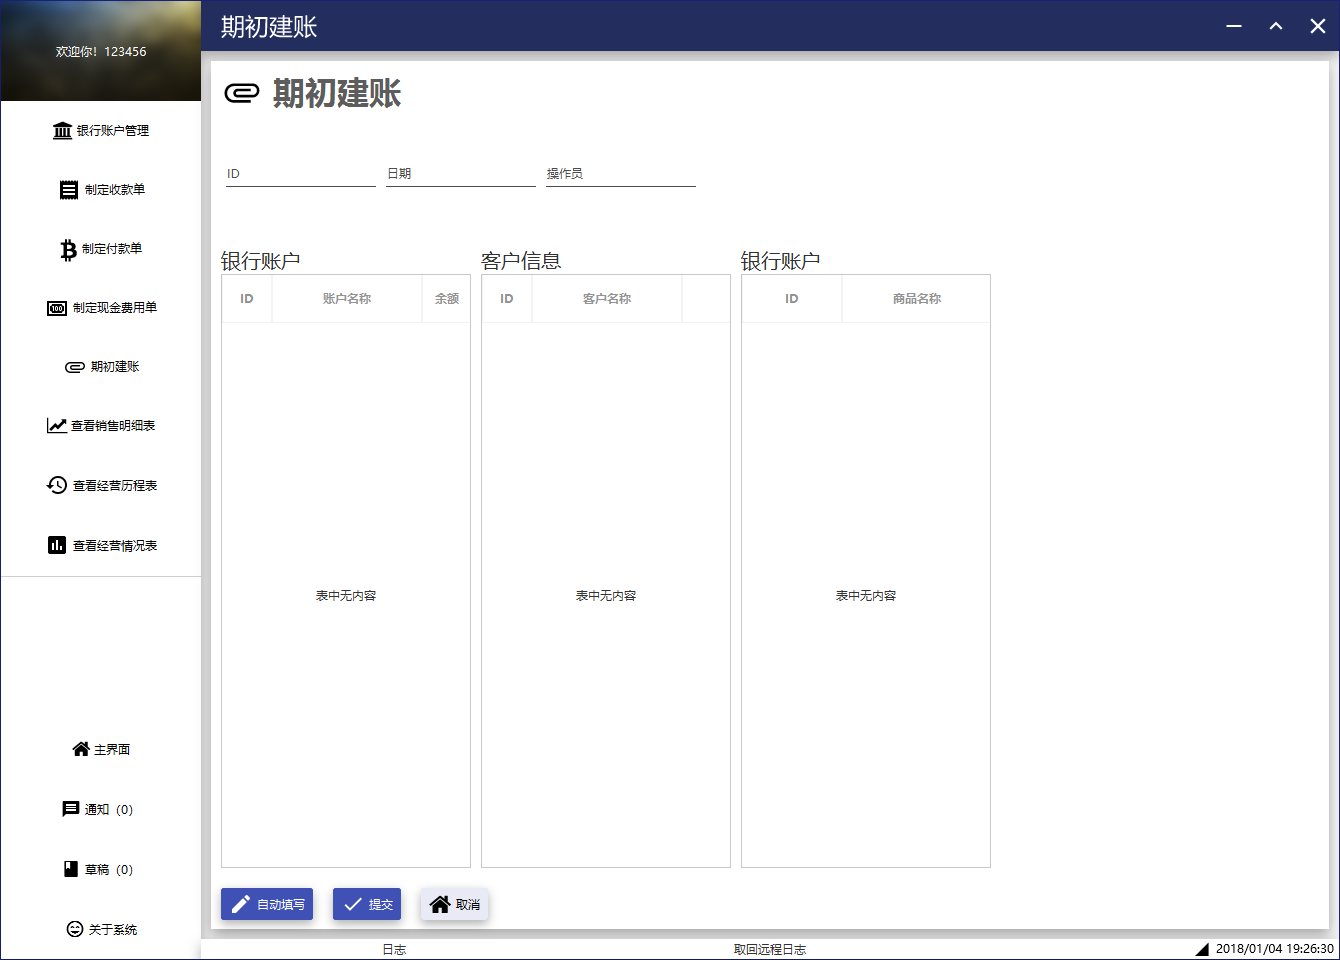 欢迎你！123456
银行账户管理
制定收款单
制定付款单
100
制定现金费用单
期初建账
查看销售明细表
查看经营历程表
查看经营情况表
主界面
通知（0）
草稿（0）
关于系统
期初建账
期初建账
ID 日期 操作员
银行账户 客户信息 银行账户
ID 账户名称 余额 ID 客户名称 ID 商品名称
表中无内容 表中无内容 表中无内容
自动填写 提交 取消
日志 取回远程日志 2018/01/04 19:26:30